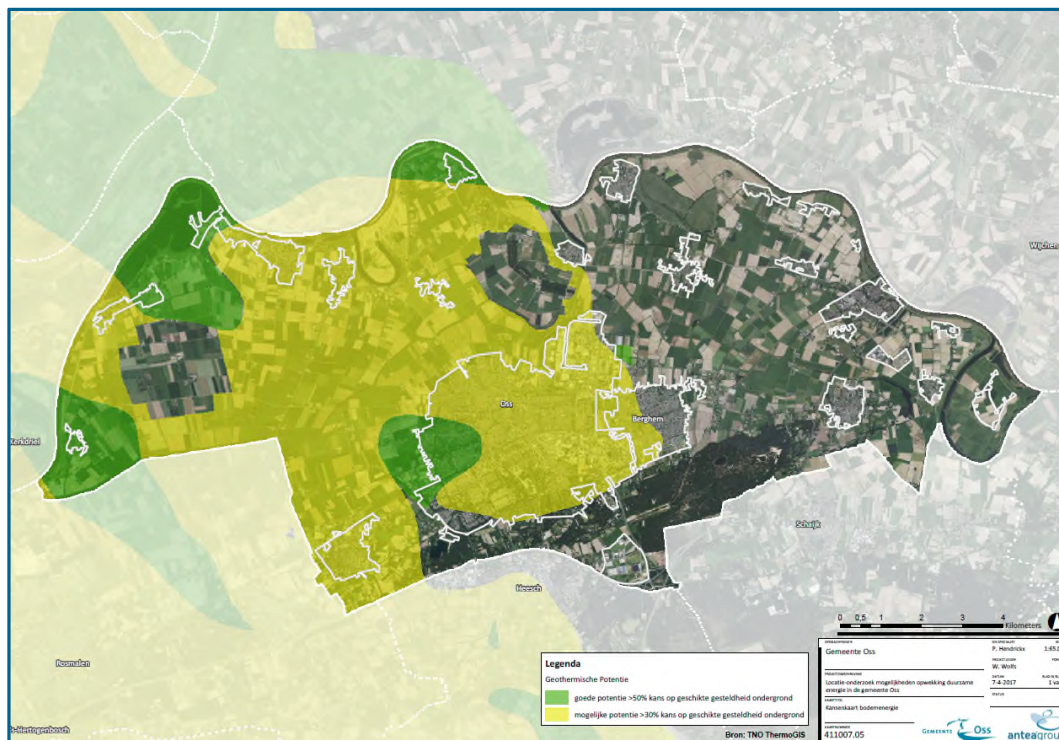 Wijchen
Kerkdriel
Oss
Berghem
Schaijk
Heesch
Rosmalen
s-Hertogenbosch
0 0,5 1 2 3 4
Kilometers
Legenda
Geothermische Potentie
goede potentie >50% kans op geschikte gesteldheid ondergrond
mogelijke potentie >30% kans op geschikte gesteldheid ondergrond
Bron: TNO ThermoGIS
Gemeente Oss
P. Hendrickx
W. Wolfs
Locatie-onderzoek mogelijkheden opwekking duurzame
energie in de gemeente Oss
DATUM
7-4-2017
STATUS
Kansenkaart bodemenergie
411007.05
GEMEENTE Oss
anteagrou